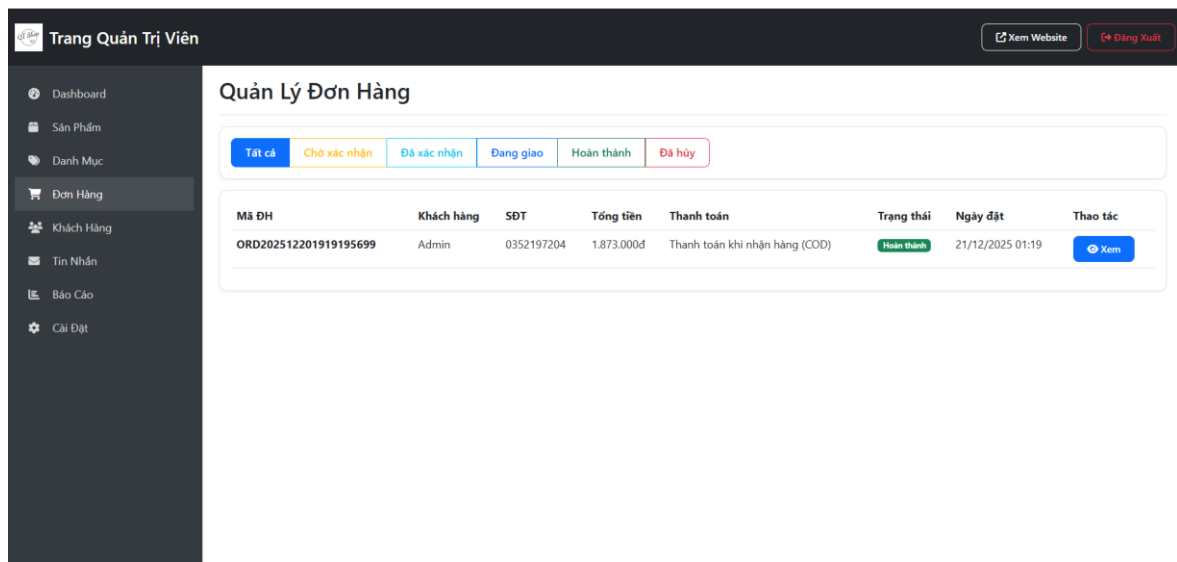 Trang Quản Trị Viên
Xem Website
Đăng Xuất
Dashboard
Sản Phẩm
Danh Mục
Đơn Hàng
Khách Hàng
Tin Nhắn
Báo Cáo
Cài Đặt
Quản Lý Đơn Hàng
Tất cả Chờ xác nhận Đã xác nhận Đang giao Hoàn thành Đã hủy
Mã ĐH Khách hàng SĐT Tổng tiền Thanh toán Trạng thái Ngày đặt Thao tác
ORD202512201919195699 Admin 0352197204 1.873.000đ Thanh toán khi nhận hàng (COD) Hoàn thành 21/12/2025 01:19 Xem